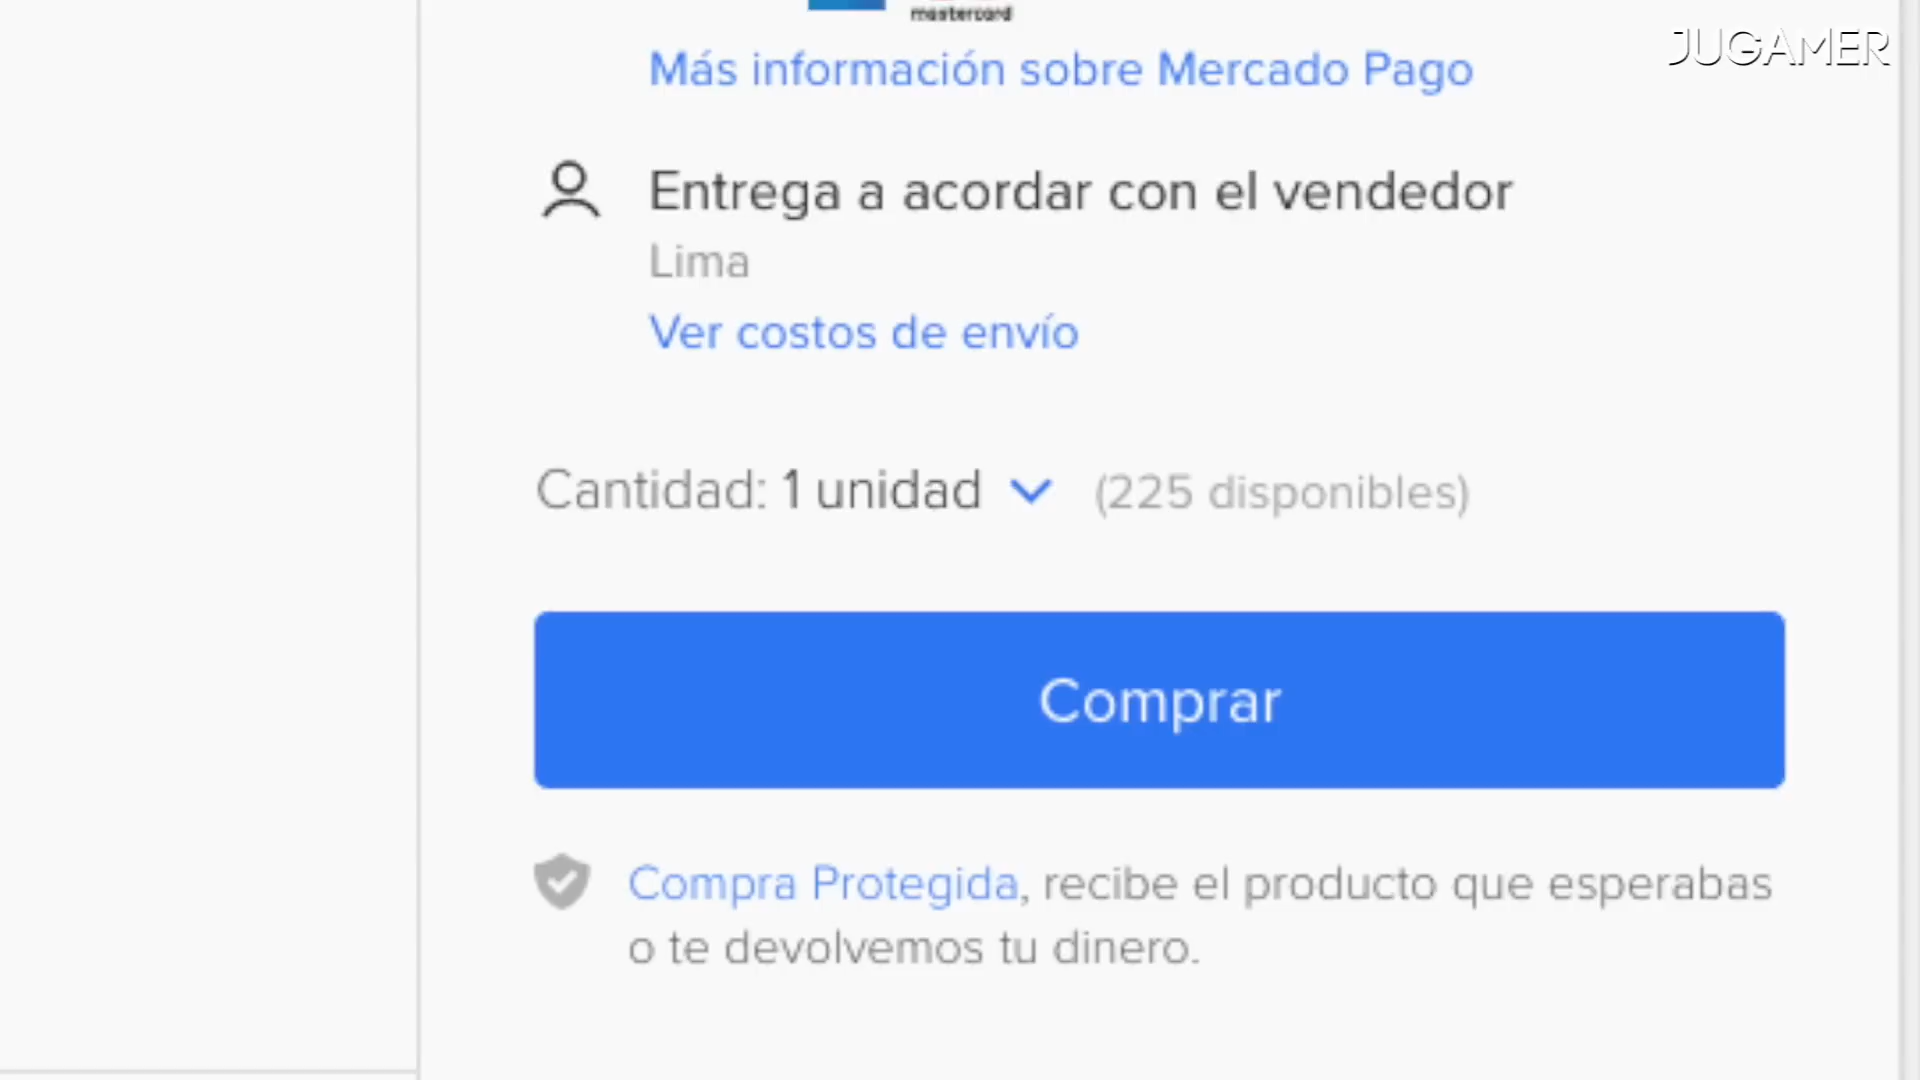 mastercard
JUGAMER
Más información sobre Mercado Pago
Entrega a acordar con el vendedor
Lima
Ver costos de envío
Cantidad: 1 unidad (225 disponibles)
Comprar
Compra Protegida, recibe el producto que esperabas
o te devolvemos tu dinero.